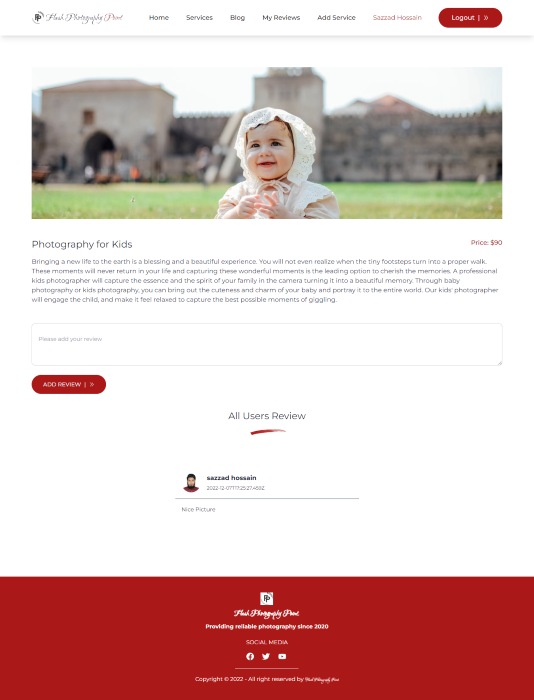 Flash Photography Point
Home
Services
Blog
My Reviews
Add Service
Sazzad Hossain
Logout | »
Photography for Kids
Price: $90
Bringing a new life to the earth is a blessing and a beautiful experience. You will not even realize when the tiny footsteps turn into a proper walk.
These moments will never return in your life and capturing these wonderful moments is the leading option to cherish the memories. A professional
kids photographer will capture the essence and the spirit of your family in the camera turning it into a beautiful memory. Through baby
photography or kids photography, you can bring out the cuteness and charm of your baby and portray it to the entire world. Our kids' photographer
will engage the child, and make it feel relaxed to capture the best possible moments of giggling.
Please add your review
ADD REVIEW | »
All Users Review
sazzad hossain
2022-12-07T17:25:27.459Z
Nice Picture
Flash Photography Point
Providing reliable photography since 2020
SOCIAL MEDIA
Copyright © 2022 - All right reserved by Flash Photography Point